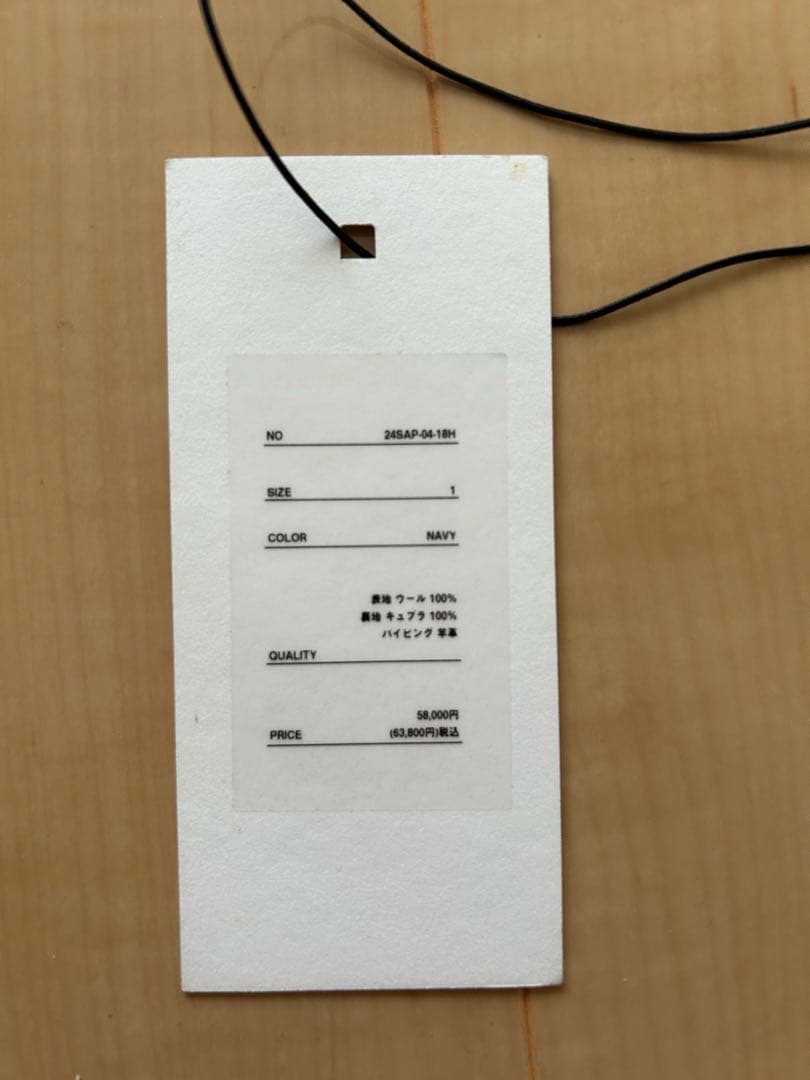 NO 24SAP-04-18H
SIZE 1
COLOR NAVY
表地 ウール 100%
裏地 キュプラ 100%
パイピング 羊革
QUALITY
58,000円
PRICE (63,800円)税込